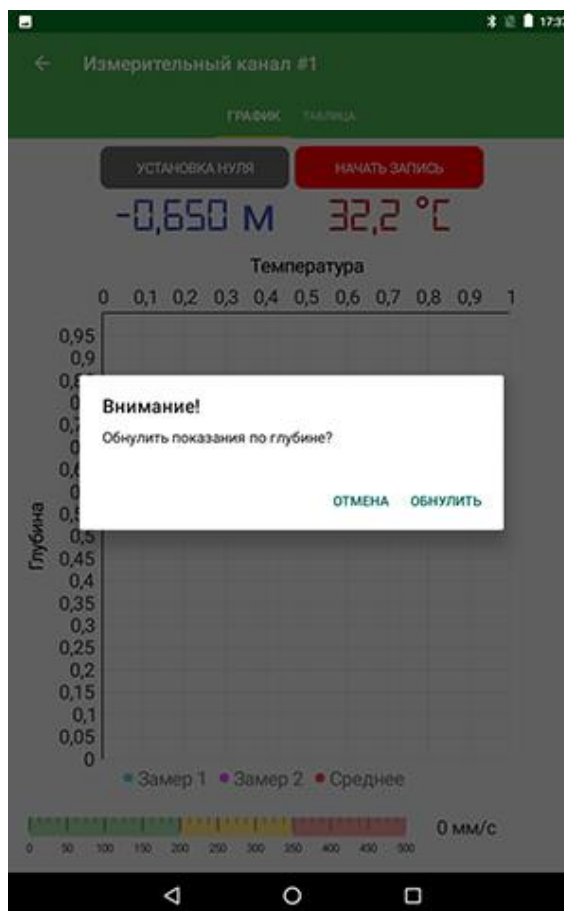 17:37
Измерительный канал #1
ГРАФИК ТАБЛИЦА
УСТАНОВКА НУЛЯ НАЧАТЬ ЗАПИСЬ
-0,650 м 32,2 °C
Температура
0 0,1 0,2 0,3 0,4 0,5 0,6 0,7 0,8 0,9 1
0,95
0,9
Внимание!
Обнулить показания по глубине?
ОТМЕНА ОБНУЛИТЬ
Глубина
0,5
0,45
0,4
0,35
0,3
0,25
0,2
0,15
0,1
0,05
0
Замер 1 Замер 2 Среднее
0 мм/с
0 50 100 150 200 250 300 350 400 450 500